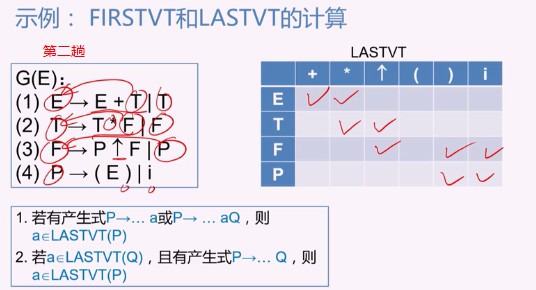 示例： FIRSTVT和LASTVT的计算
第二趟
LASTVT
G(E)：
(1) E → E + T | T
(2) T → T * F | F
(3) F → P ↑ F | P
(4) P → ( E ) | i
+ * ↑ ( ) i
E
T
F
P
1. 若有产生式P→… a或P→ … aQ，则
a∈LASTVT(P)
2. 若a∈LASTVT(Q)，且有产生式P→… Q，则
a∈LASTVT(P)